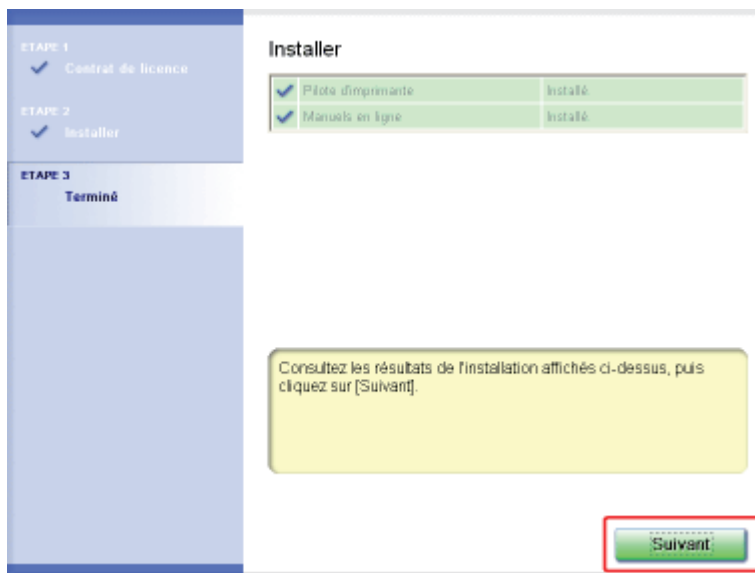 ETAPE 1
Contrat de licence
ETAPE 2
Installer
ETAPE 3
Terminé
Installer
Pilote d'imprimante Installé.
Manuels en ligne Installé.
Consultez les résultats de l'installation affichés ci-dessus, puis
cliquez sur [Suivant].
Suivant